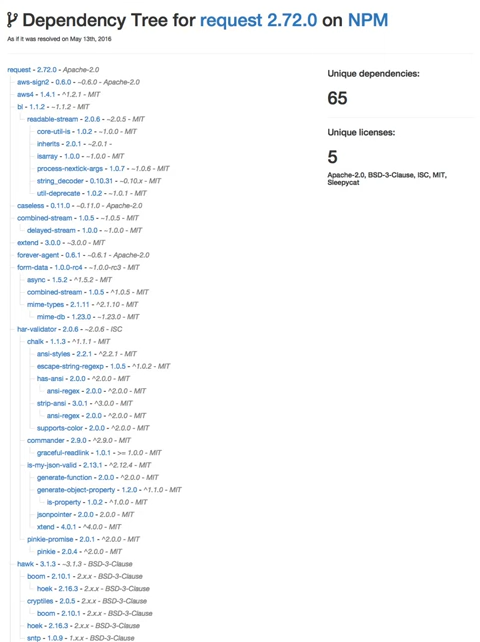 Dependency Tree for request 2.72.0 on NPM
As if it was resolved on May 13th, 2016
request - 2.72.0 - Apache-2.0
aws-sign2 - 0.6.0 - ~0.6.0 - Apache-2.0
aws4 - 1.4.1 - ^1.2.1 - MIT
bl - 1.1.2 - ~1.1.2 - MIT
readable-stream - 2.0.6 - ~2.0.5 - MIT
core-util-is - 1.0.2 - ~1.0.0 - MIT
inherits - 2.0.1 - ~2.0.1 -
isarray - 1.0.0 - ~1.0.0 - MIT
process-nextick-args - 1.0.7 - ~1.0.6 - MIT
string_decoder - 0.10.31 - ~0.10.x - MIT
util-deprecate - 1.0.2 - ~1.0.1 - MIT
caseless - 0.11.0 - ~0.11.0 - Apache-2.0
combined-stream - 1.0.5 - ~1.0.5 - MIT
delayed-stream - 1.0.0 - ~1.0.0 - MIT
extend - 3.0.0 - ~3.0.0 - MIT
forever-agent - 0.6.1 - ~0.6.1 - Apache-2.0
form-data - 1.0.0-rc4 - ~1.0.0-rc3 - MIT
async - 1.5.2 - ^1.5.2 - MIT
combined-stream - 1.0.5 - ^1.0.5 - MIT
mime-types - 2.1.11 - ^2.1.10 - MIT
mime-db - 1.23.0 - ~1.23.0 - MIT
har-validator - 2.0.6 - ~2.0.6 - ISC
chalk - 1.1.3 - ^1.1.1 - MIT
ansi-styles - 2.2.1 - ^2.2.1 - MIT
escape-string-regexp - 1.0.5 - ^1.0.2 - MIT
has-ansi - 2.0.0 - ^2.0.0 - MIT
ansi-regex - 2.0.0 - ^2.0.0 - MIT
strip-ansi - 3.0.1 - ^3.0.0 - MIT
ansi-regex - 2.0.0 - ^2.0.0 - MIT
supports-color - 2.0.0 - ^2.0.0 - MIT
commander - 2.9.0 - ^2.9.0 - MIT
graceful-readlink - 1.0.1 - >= 1.0.0 - MIT
is-my-json-valid - 2.13.1 - ^2.12.4 - MIT
generate-function - 2.0.0 - ^2.0.0 - MIT
generate-object-property - 1.2.0 - ^1.1.0 - MIT
is-property - 1.0.2 - ^1.0.0 - MIT
jsonpointer - 2.0.0 - 2.0.0 - MIT
xtend - 4.0.1 - ^4.0.0 - MIT
pinkie-promise - 2.0.1 - ^2.0.0 - MIT
pinkie - 2.0.4 - ^2.0.0 - MIT
hawk - 3.1.3 - ~3.1.3 - BSD-3-Clause
boom - 2.10.1 - 2.x.x - BSD-3-Clause
hoek - 2.16.3 - 2.x.x - BSD-3-Clause
cryptiles - 2.0.5 - 2.x.x - BSD-3-Clause
boom - 2.10.1 - 2.x.x - BSD-3-Clause
hoek - 2.16.3 - 2.x.x - BSD-3-Clause
sntp - 1.0.9 - 1.x.x - BSD-3-Clause
Unique dependencies:
65
Unique licenses:
5
Apache-2.0, BSD-3-Clause, ISC, MIT,
Sleepycat